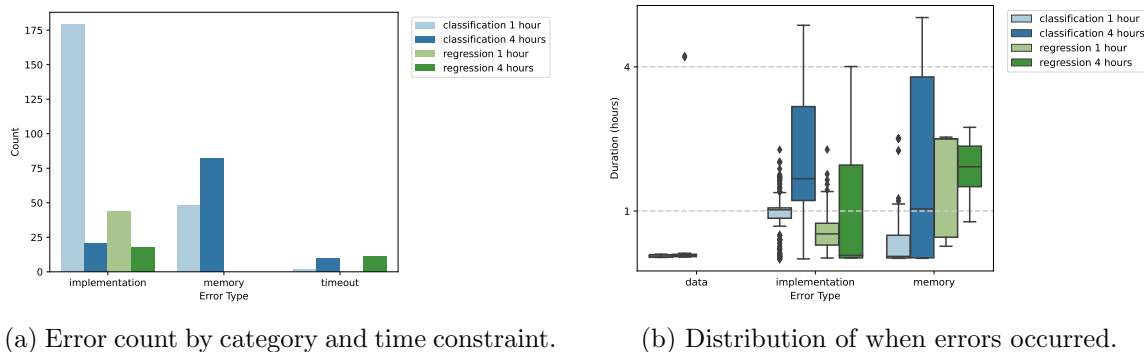 175
150
125
100
75
50
25
0
Count
implementation memory timeout
Error Type
classification 1 hour
classification 4 hours
regression 1 hour
regression 4 hours
(a) Error count by category and time constraint.
4
1
Duration (hours)
data implementation memory
Error Type
classification 1 hour
classification 4 hours
regression 1 hour
regression 4 hours
(b) Distribution of when errors occurred.